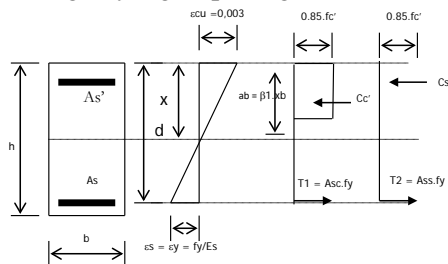 εcu =0,003
0.85.fc'
0.85.fc'
As'
x
d
ab = β1.xb
Cc'
Cs
h
As
T1 = Asc.fy
T2 = Ass.fy
b
εs = εy = fy/Es